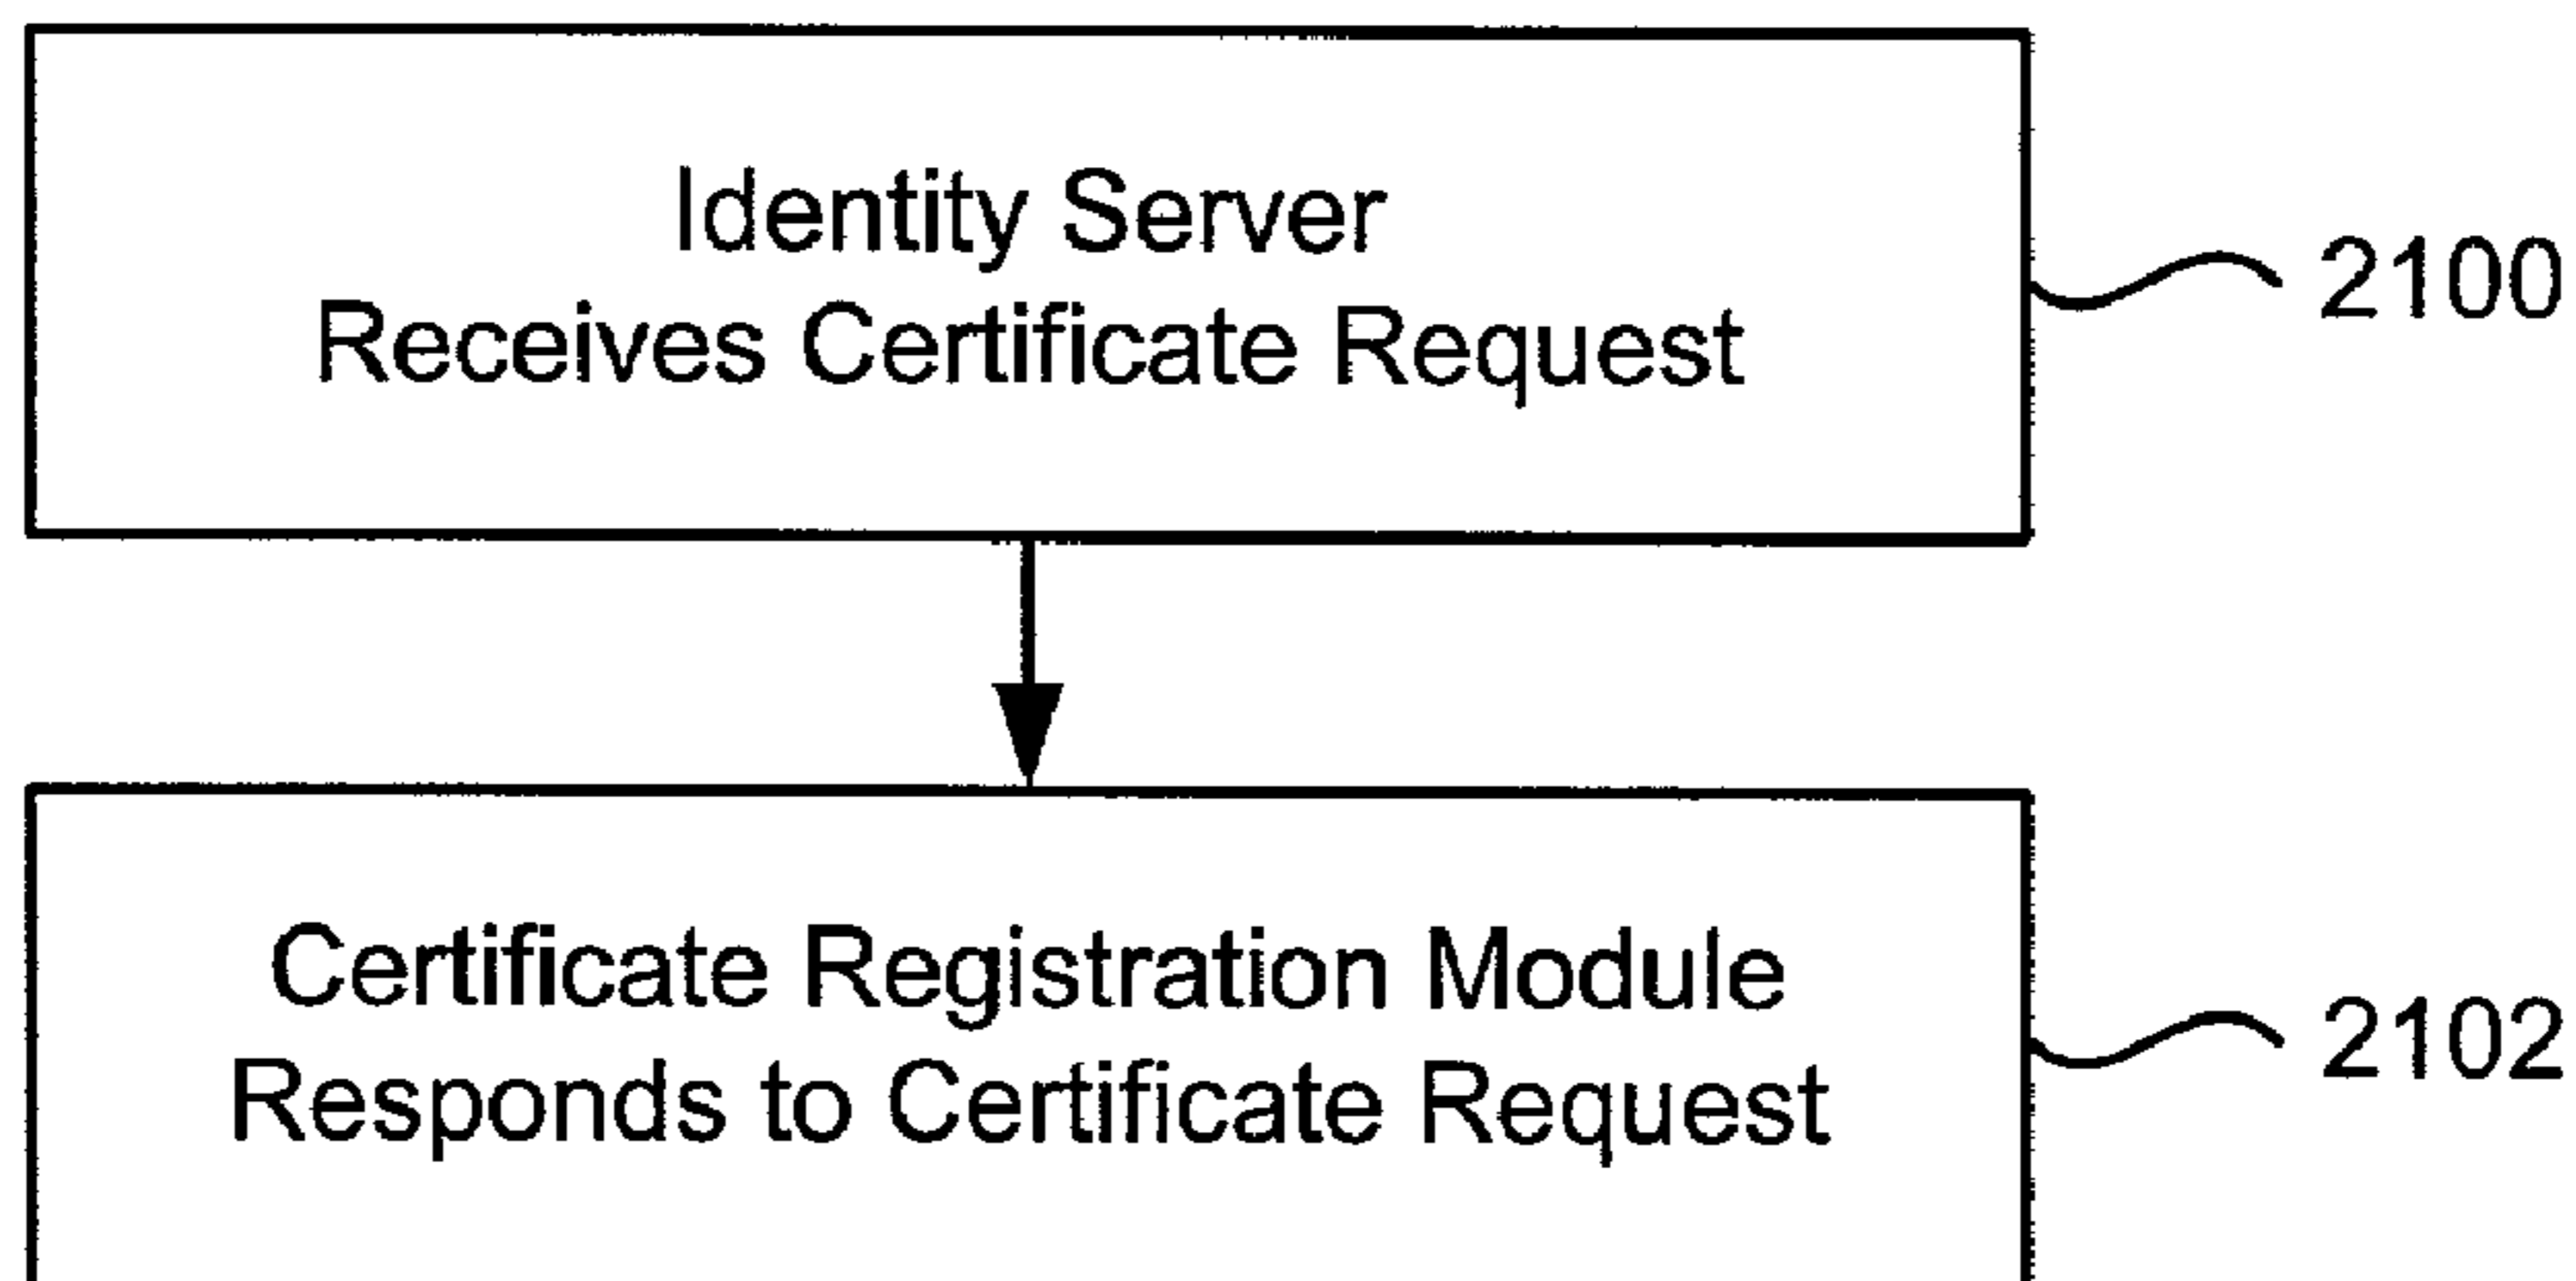 Identity Server
Receives Certificate Request
2100
Certificate Registration Module
Responds to Certificate Request
2102